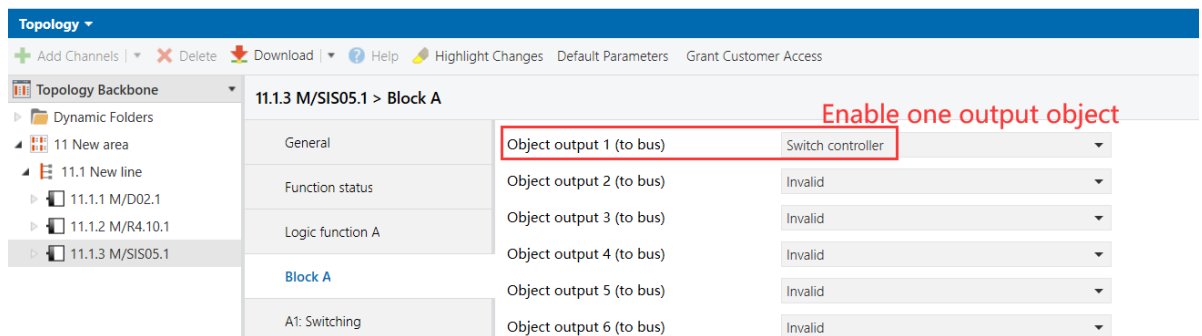 Topology
Add Channels | Delete Download | Help Highlight Changes Default Parameters Grant Customer Access
Topology Backbone
Dynamic Folders
11 New area
11.1 New line
11.1.1 M/D02.1
11.1.2 M/R4.10.1
11.1.3 M/SIS05.1
11.1.3 M/SIS05.1 > Block A
Enable one output object
General
Function status
Logic function A
Block A
A1: Switching
Object output 1 (to bus) Switch controller
Object output 2 (to bus) Invalid
Object output 3 (to bus) Invalid
Object output 4 (to bus) Invalid
Object output 5 (to bus) Invalid
Object output 6 (to bus) Invalid